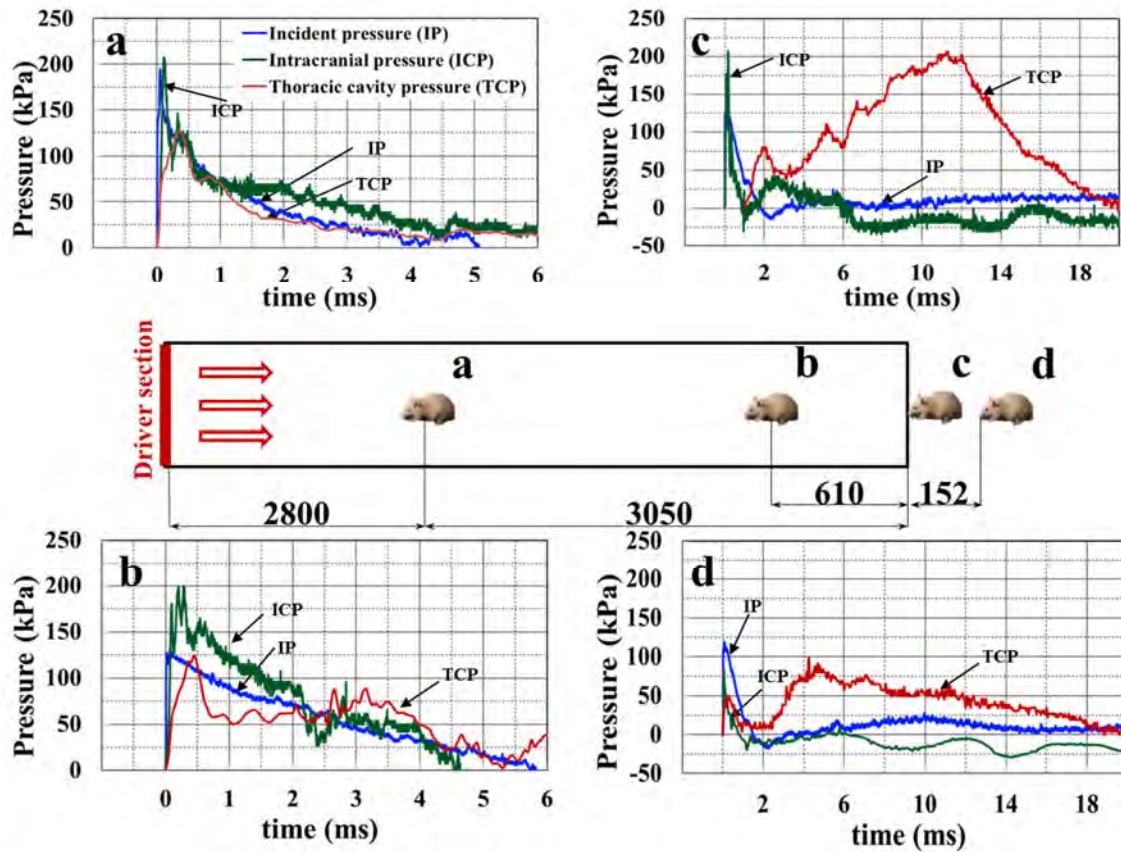 a
Incident pressure (IP)
Intracranial pressure (ICP)
Thoracic cavity pressure (TCP)
ICP
IP
TCP
Pressure (kPa)
250
200
150
100
50
0
0 1 2 3 4 5 6
time (ms)
c
ICP
TCP
IP
Pressure (kPa)
250
200
150
100
50
0
-50
2 6 10 14 18
time (ms)
Driver section
a
b
c
d
610
152
2800
3050
b
ICP
IP
TCP
Pressure (kPa)
250
200
150
100
50
0
0 1 2 3 4 5 6
time (ms)
d
IP
ICP
TCP
Pressure (kPa)
250
200
150
100
50
0
-50
2 6 10 14 18
time (ms)